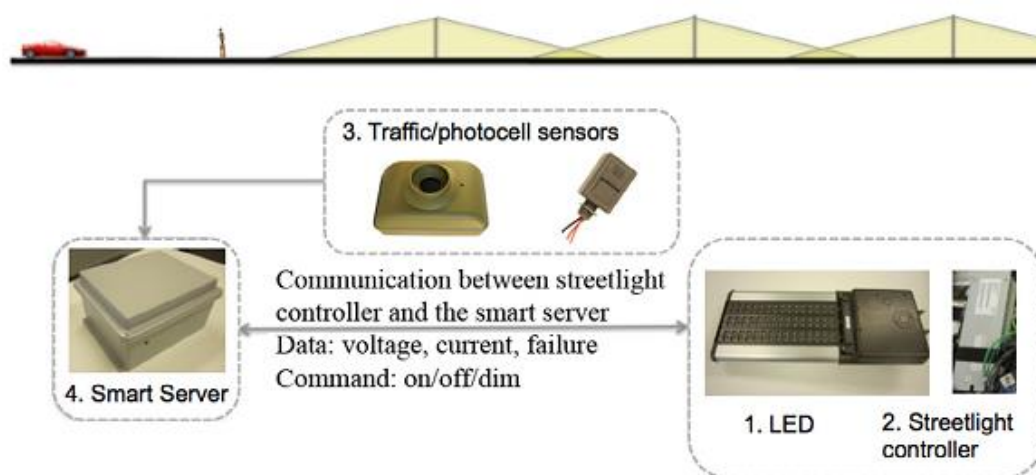 3. Traffic/photocell sensors
Communication between streetlight
controller and the smart server
Data: voltage, current, failure
Command: on/off/dim
4. Smart Server
1. LED
2. Streetlight
controller